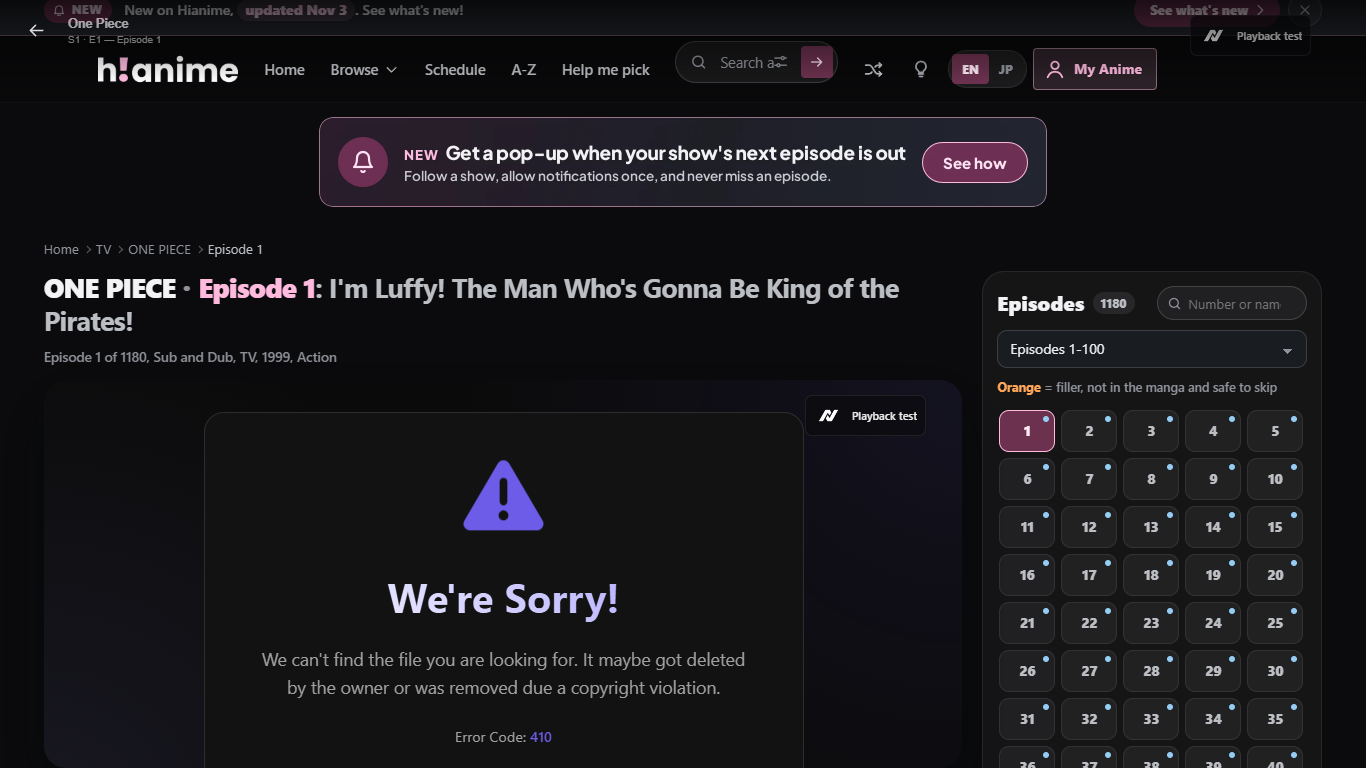 NEW New on Hianime, updated Nov 3 . See what's new! See what's new
One Piece
S1 · E1 — Episode 1
Playback test
h!anime Home Browse Schedule A-Z Help me pick Search a EN JP My Anime
NEW Get a pop-up when your show's next episode is out
Follow a show, allow notifications once, and never miss an episode.
See how
Home > TV > ONE PIECE > Episode 1
ONE PIECE · Episode 1: I'm Luffy! The Man Who's Gonna Be King of the
Pirates!
Episode 1 of 1180, Sub and Dub, TV, 1999, Action
Playback test
We're Sorry!
We can't find the file you are looking for. It maybe got deleted
by the owner or was removed due a copyright violation.
Error Code: 410
Episodes 1180 Number or name
Episodes 1-100
Orange = filler, not in the manga and safe to skip
1 2 3 4 5
6 7 8 9 10
11 12 13 14 15
16 17 18 19 20
21 22 23 24 25
26 27 28 29 30
31 32 33 34 35
36 37 38 39 40